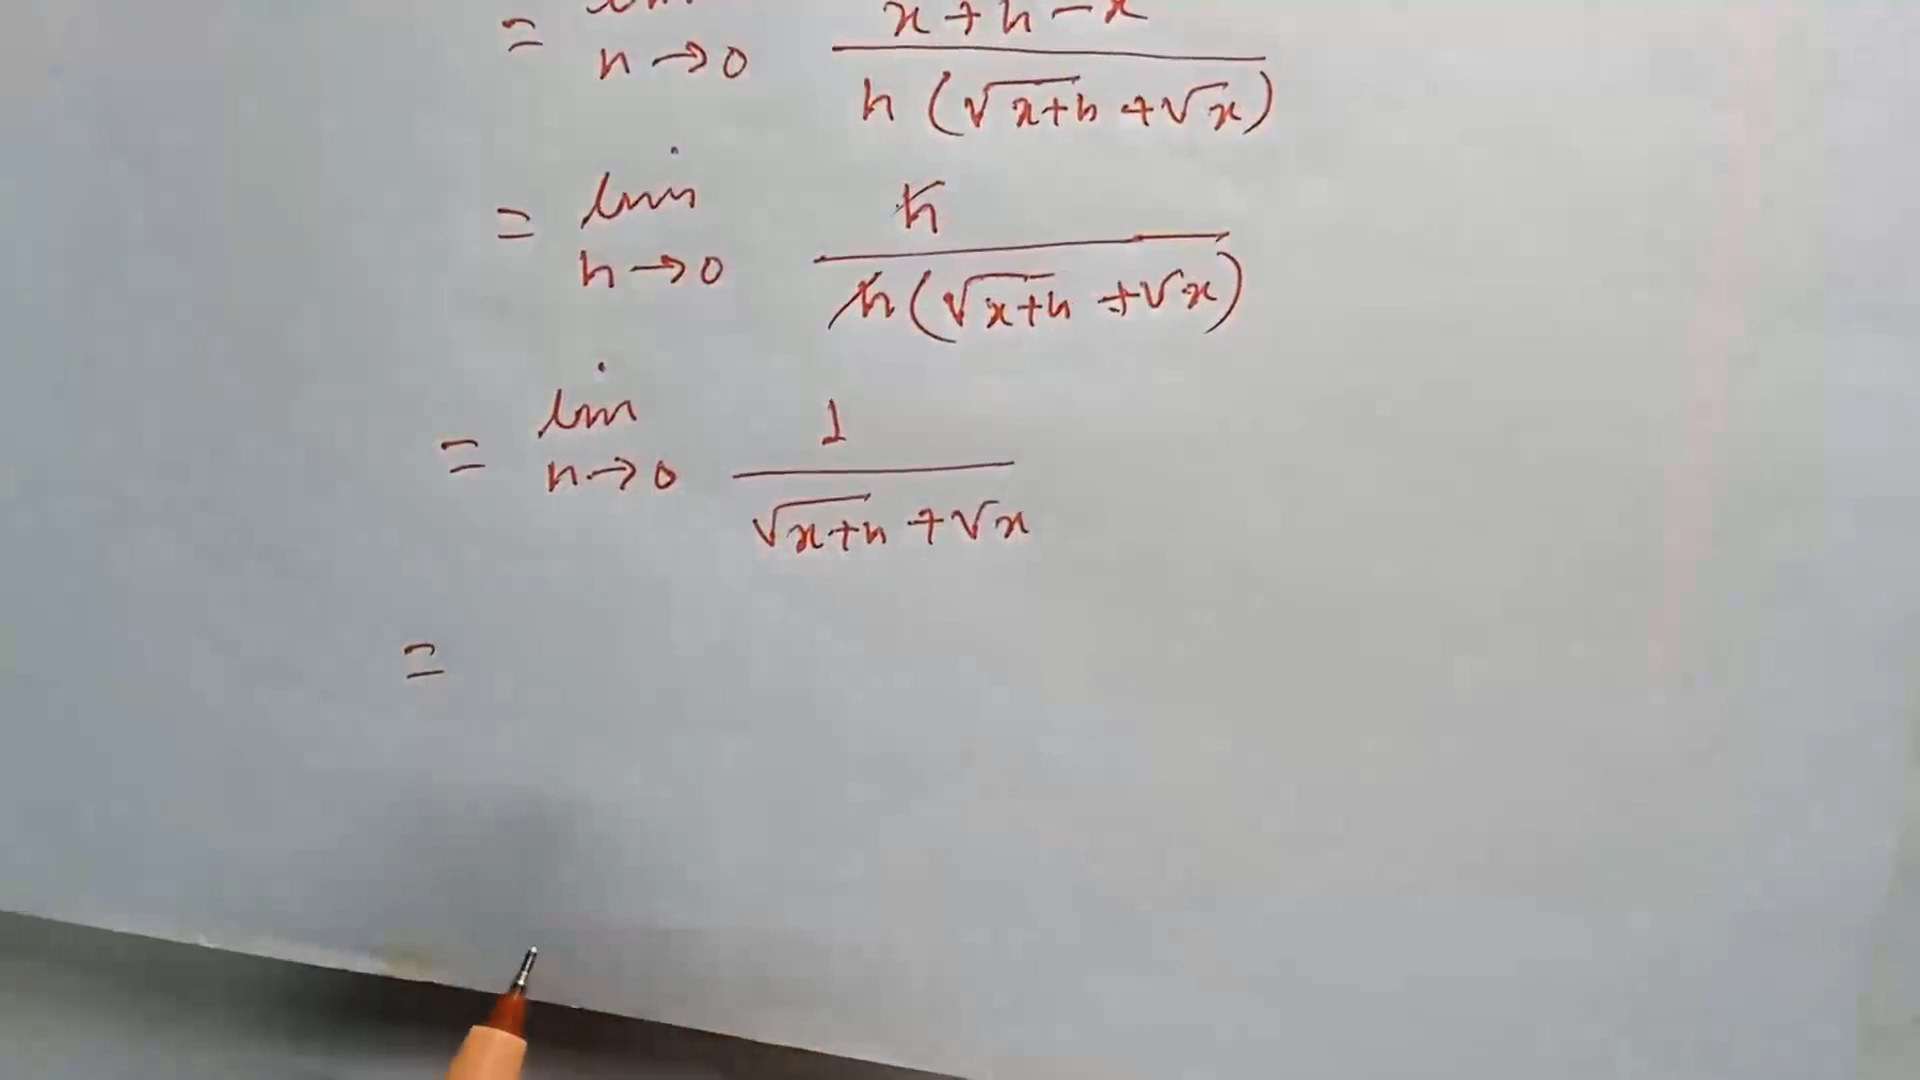 = lim h→0 x+h-x / h(√x+h + √x)
= lim h→0 h / h(√x+h + √x)
= lim h→0 1 / √x+h + √x
=